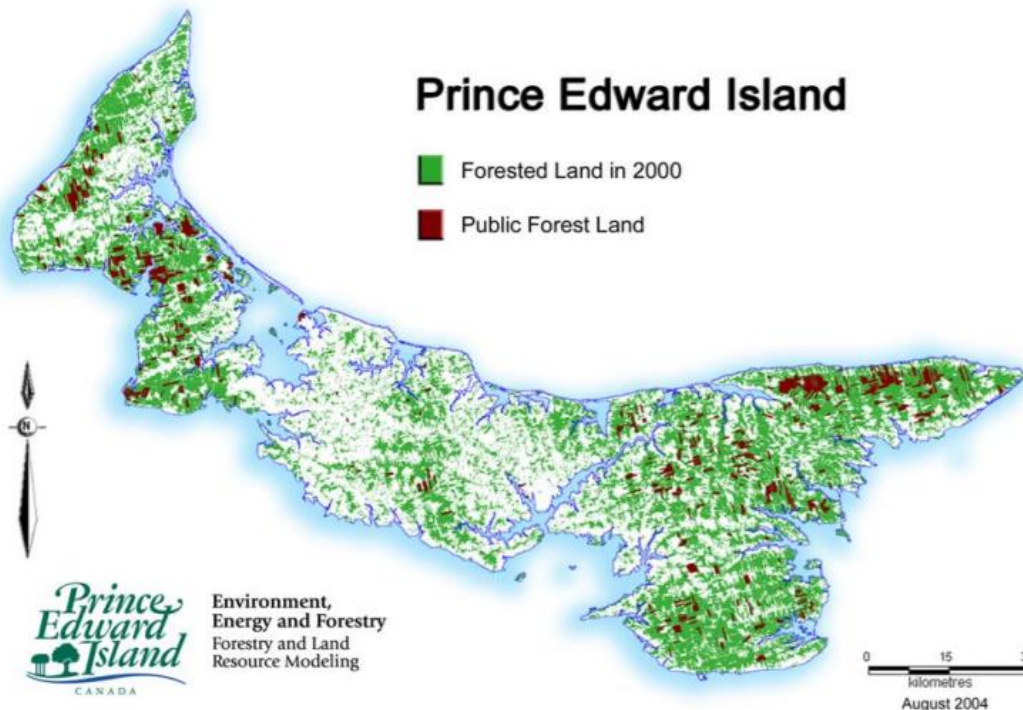 Prince Edward Island
Forested Land in 2000
Public Forest Land
N
Prince
Edward
Island
CANADA
Environment,
Energy and Forestry
Forestry and Land
Resource Modeling
0 15 3
kilometres
August 2004